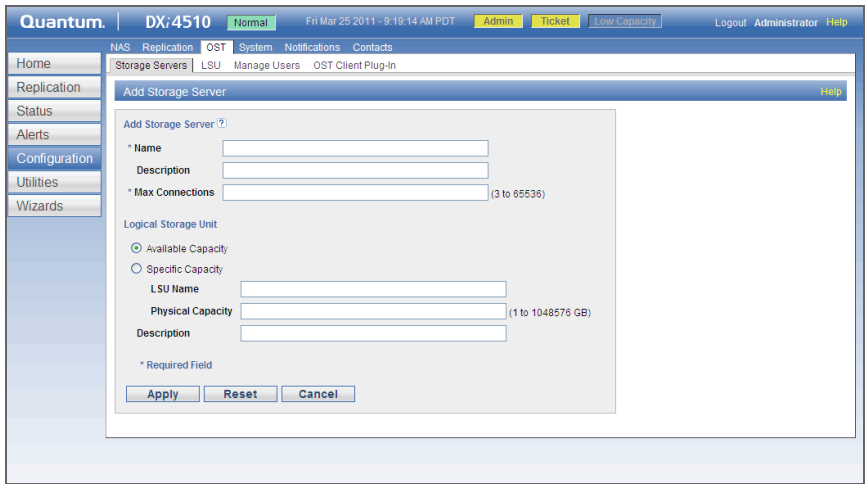 Quantum. DXi4510 Normal Fri Mar 25 2011 - 9:19:14 AM PDT Admin Ticket Low Capacity Logout Administrator Help
NAS Replication OST System Notifications Contacts
Storage Servers LSU Manage Users OST Client Plug-In
Home
Replication
Status
Alerts
Configuration
Utilities
Wizards
Add Storage Server Help
Add Storage Server ?
* Name
Description
* Max Connections (3 to 65536)
Logical Storage Unit
Available Capacity
Specific Capacity
LSU Name
Physical Capacity (1 to 1048576 GB)
Description
* Required Field
Apply Reset Cancel